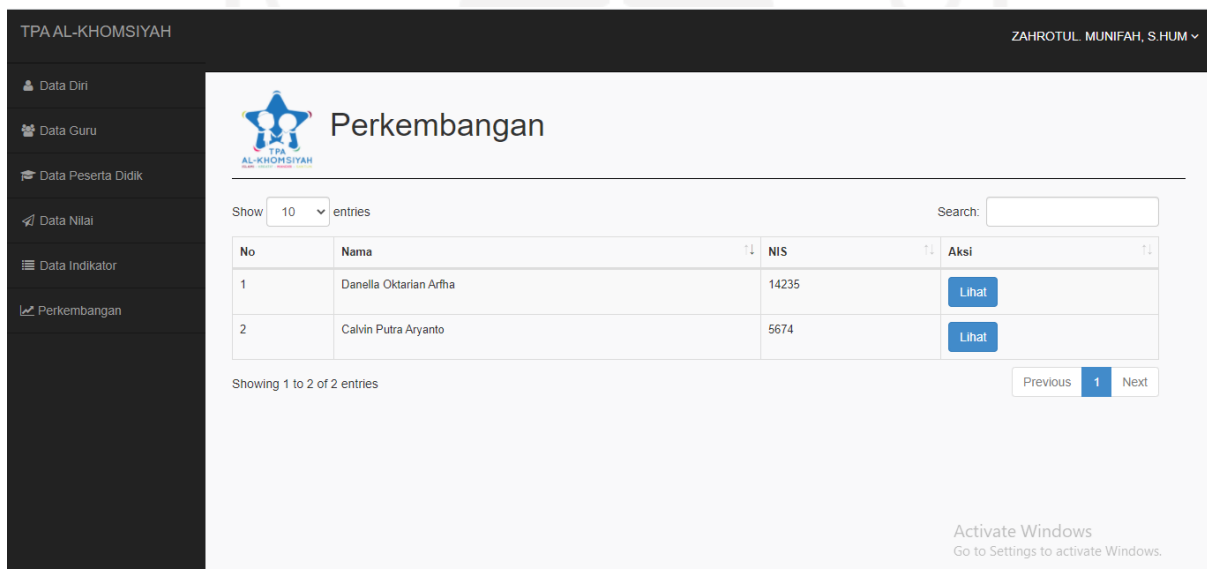 TPA AL-KHOMSIYAH
ZAHROTUL. MUNIFAH, S.HUM
Data Diri
Data Guru
Data Peserta Didik
Data Nilai
Data Indikator
Perkembangan
TPA
AL-KHOMSIYAH
Perkembangan
Show 10 entries
Search:
No Nama NIS Aksi
1 Danella Oktarian Arfha 14235 Lihat
2 Calvin Putra Aryanto 5674 Lihat
Showing 1 to 2 of 2 entries
Previous 1 Next
Activate Windows
Go to Settings to activate Windows.